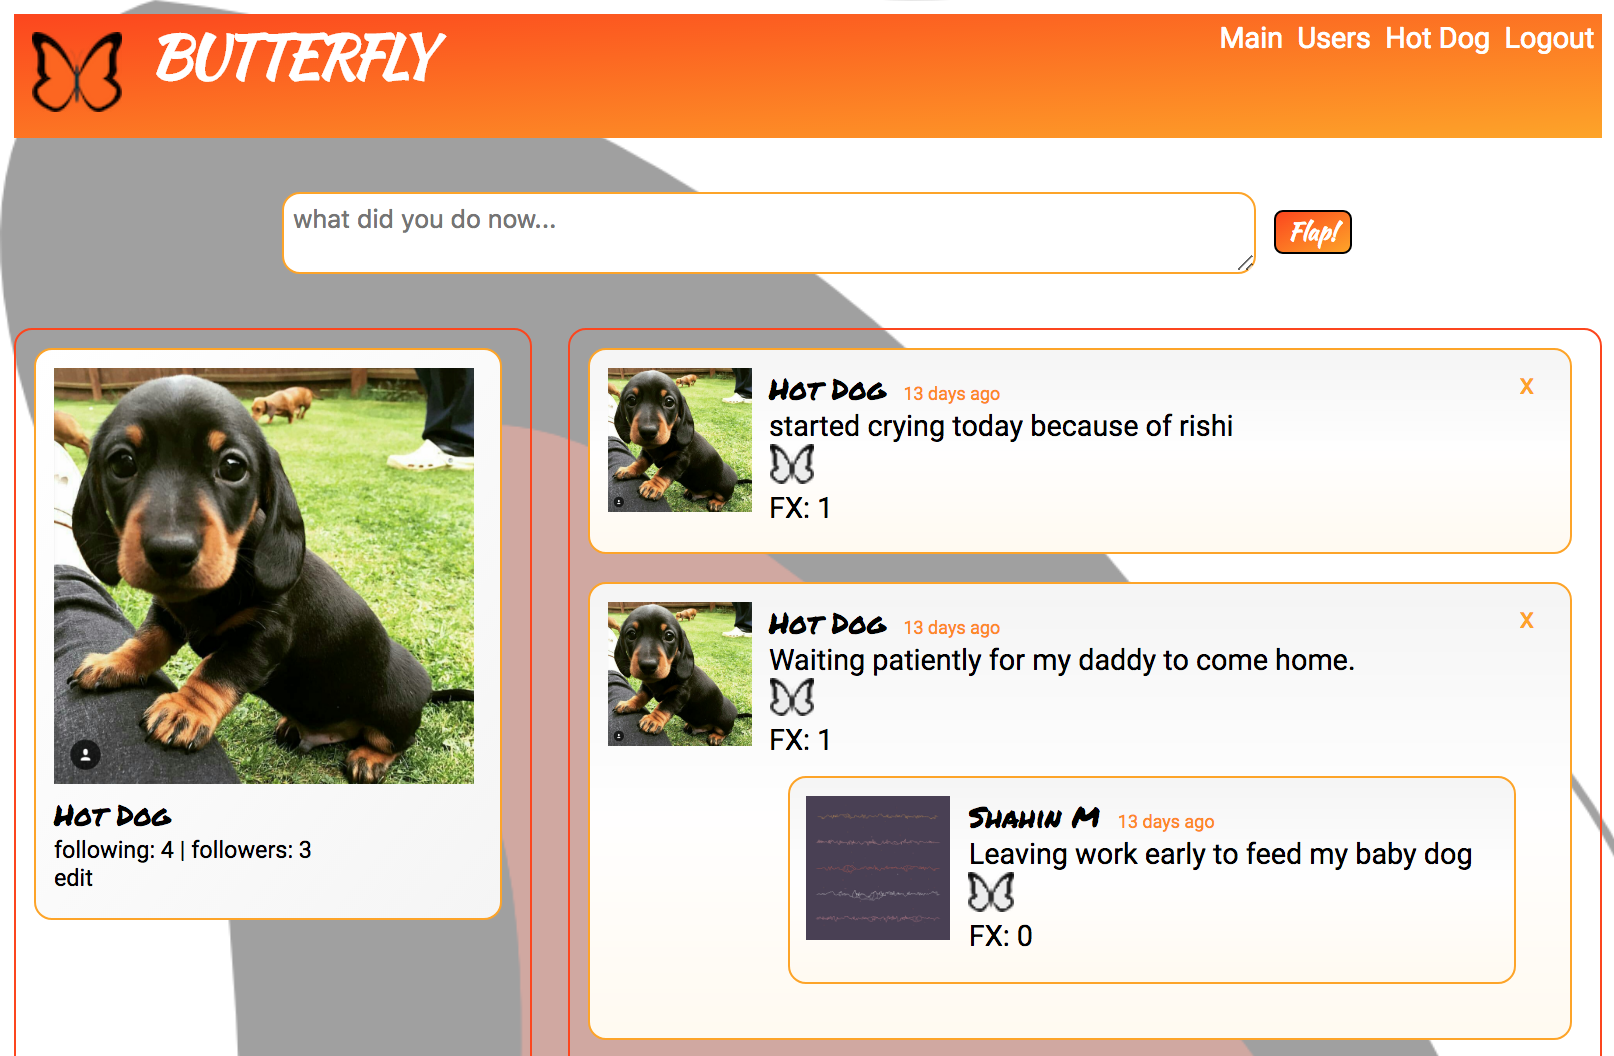 BUTTERFLY
Main Users Hot Dog Logout
what did you do now...
Flap!
Hot Dog
following: 4 | followers: 3
edit
Hot Dog 13 days ago
X
started crying today because of rishi
FX: 1
Hot Dog 13 days ago
X
Waiting patiently for my daddy to come home.
FX: 1
Shahin M 13 days ago
Leaving work early to feed my baby dog
FX: 0